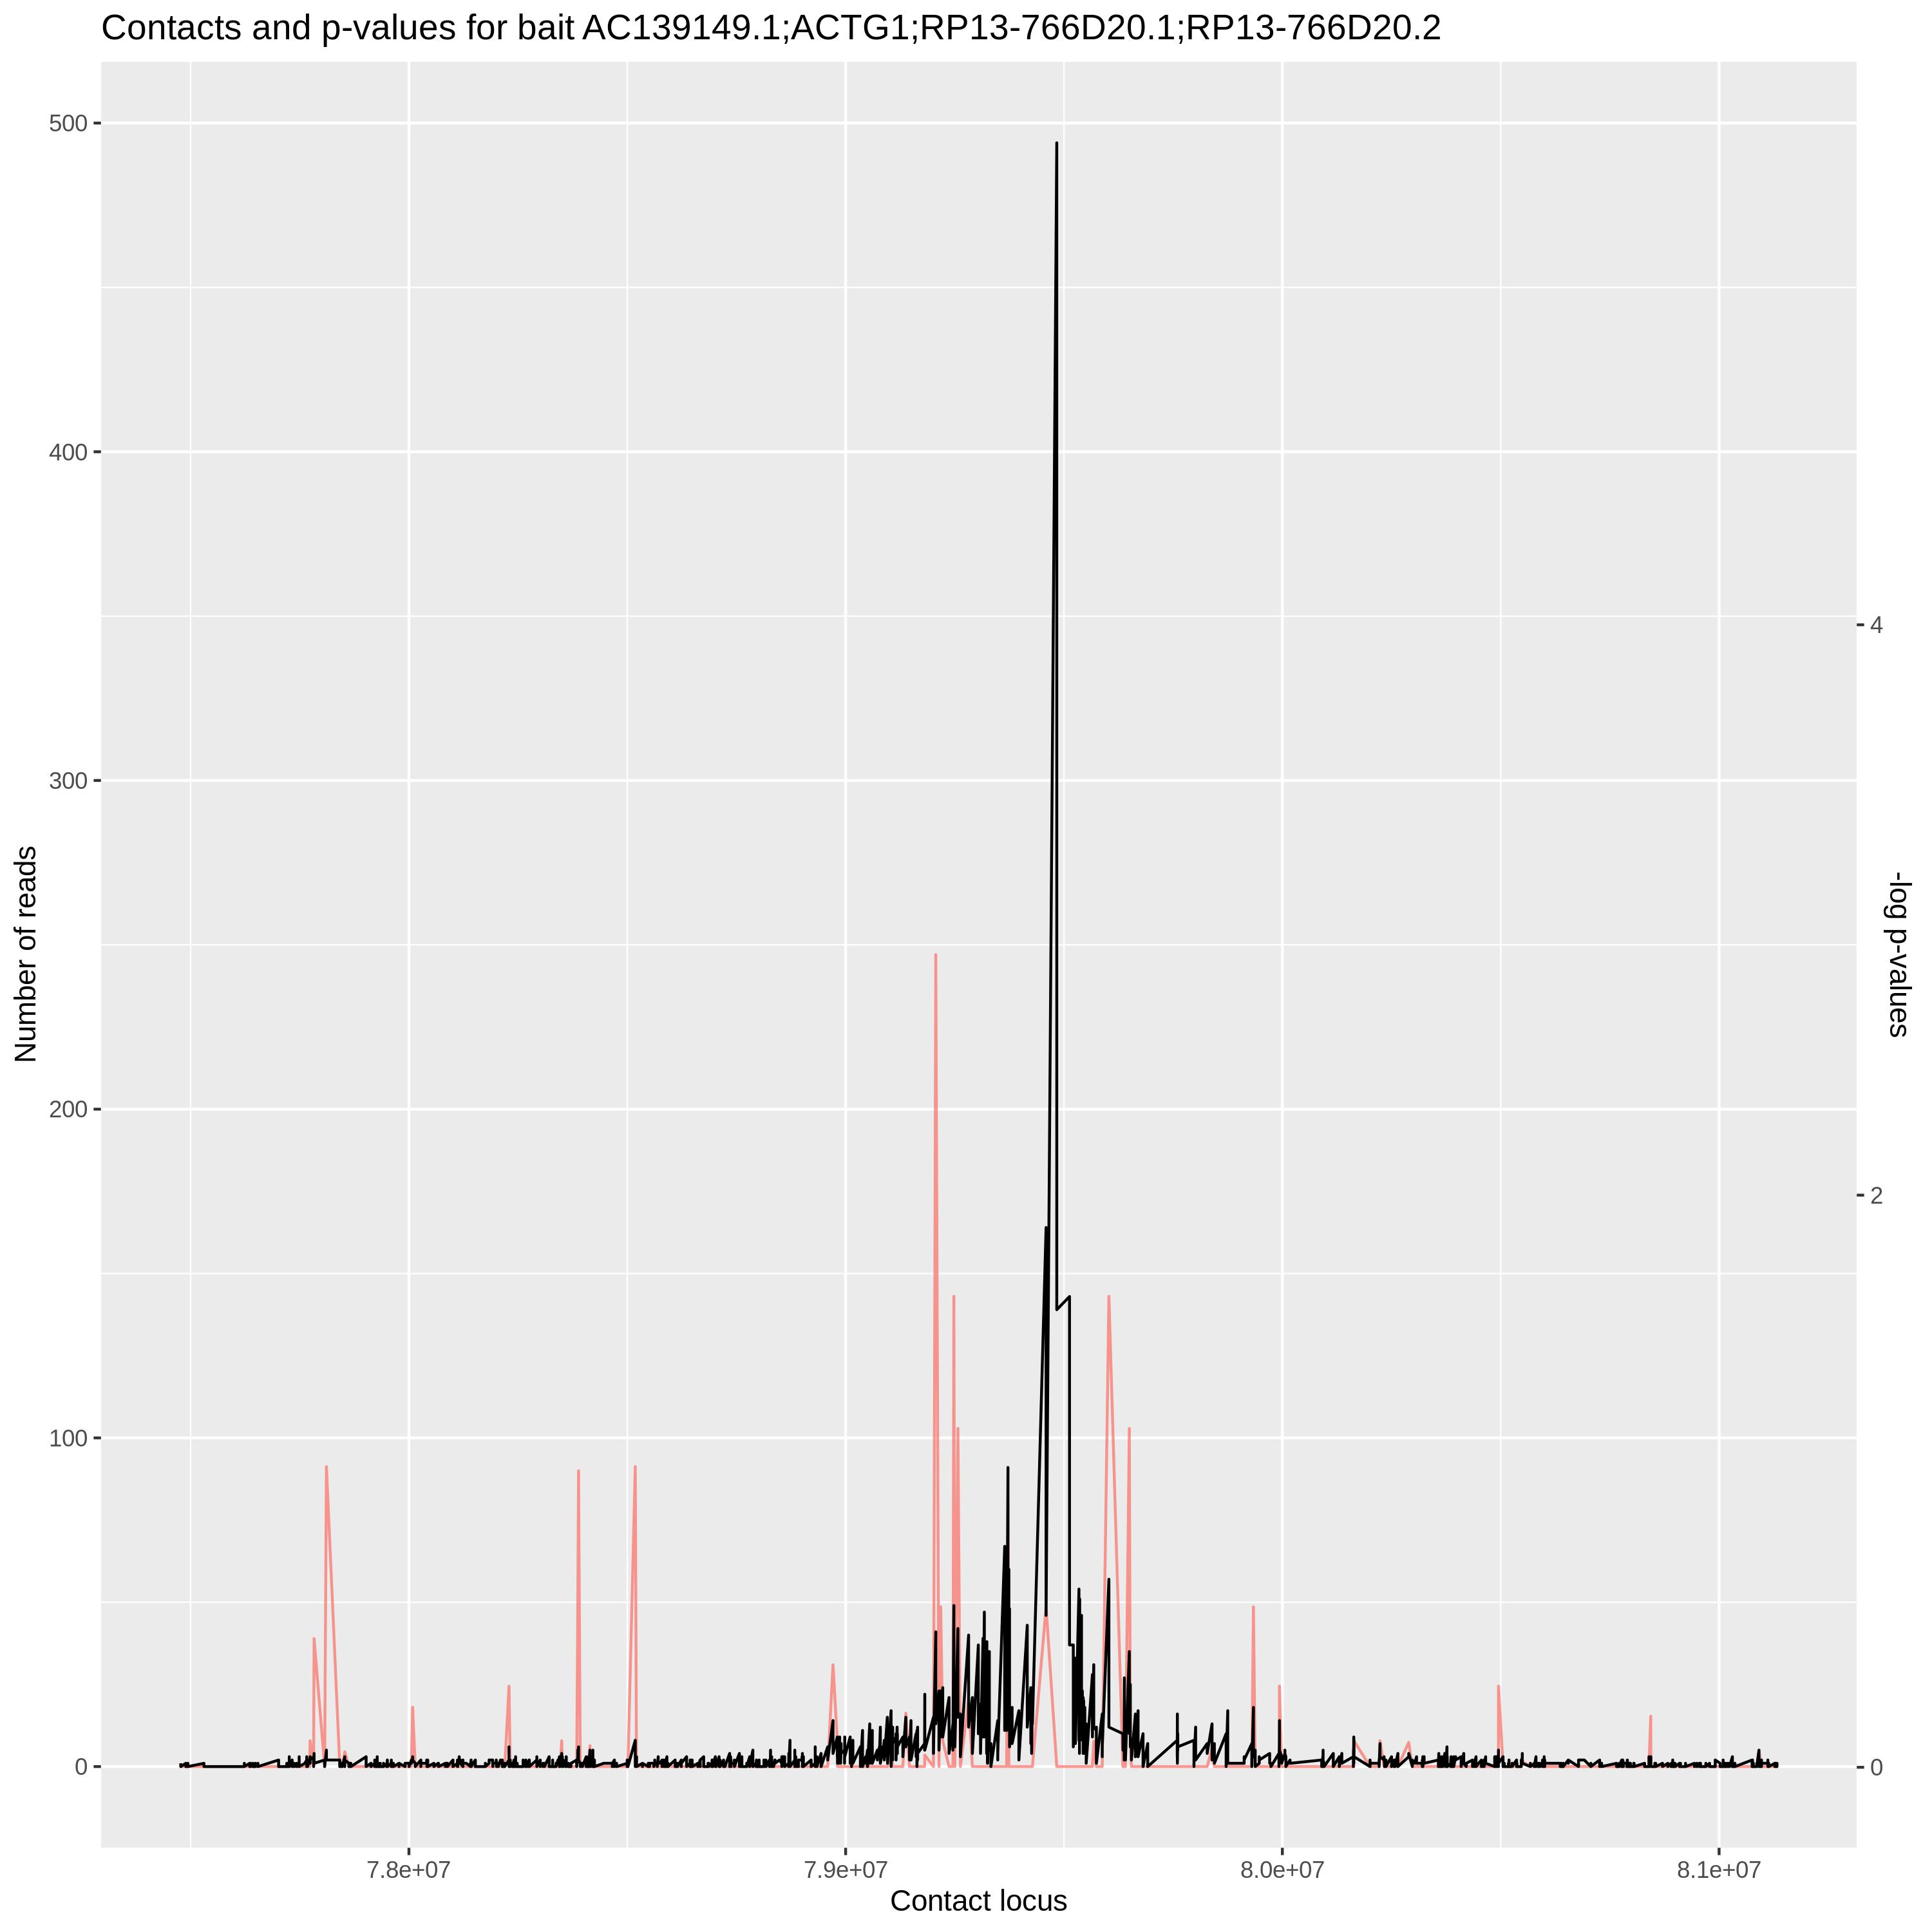 Contacts and p-values for bait AC139149.1;ACTG1;RP13-766D20.1;RP13-766D20.2
500
400
300
200
100
0
Number of reads
4
2
0
-log p-values
7.8e+07
7.9e+07
8.0e+07
8.1e+07
Contact locus